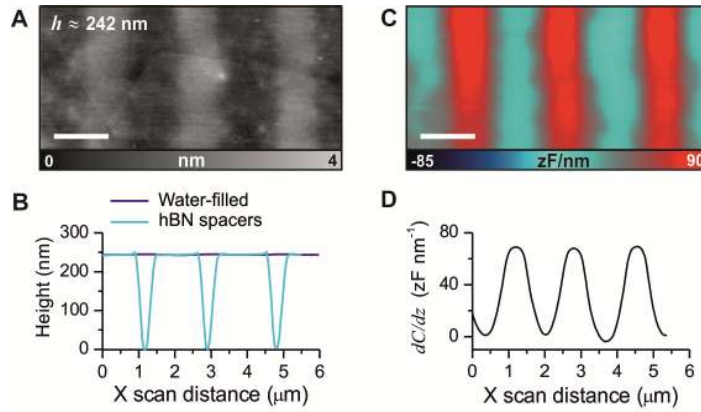 A
h ≈ 242 nm
0 nm 4
C
-85 zF/nm 90
B
Water-filled
hBN spacers
Height (nm)
300
200
100
0
0 1 2 3 4 5 6
X scan distance (μm)
D
dC/dz (zF nm⁻¹)
80
40
0
0 1 2 3 4 5 6
X scan distance (μm)